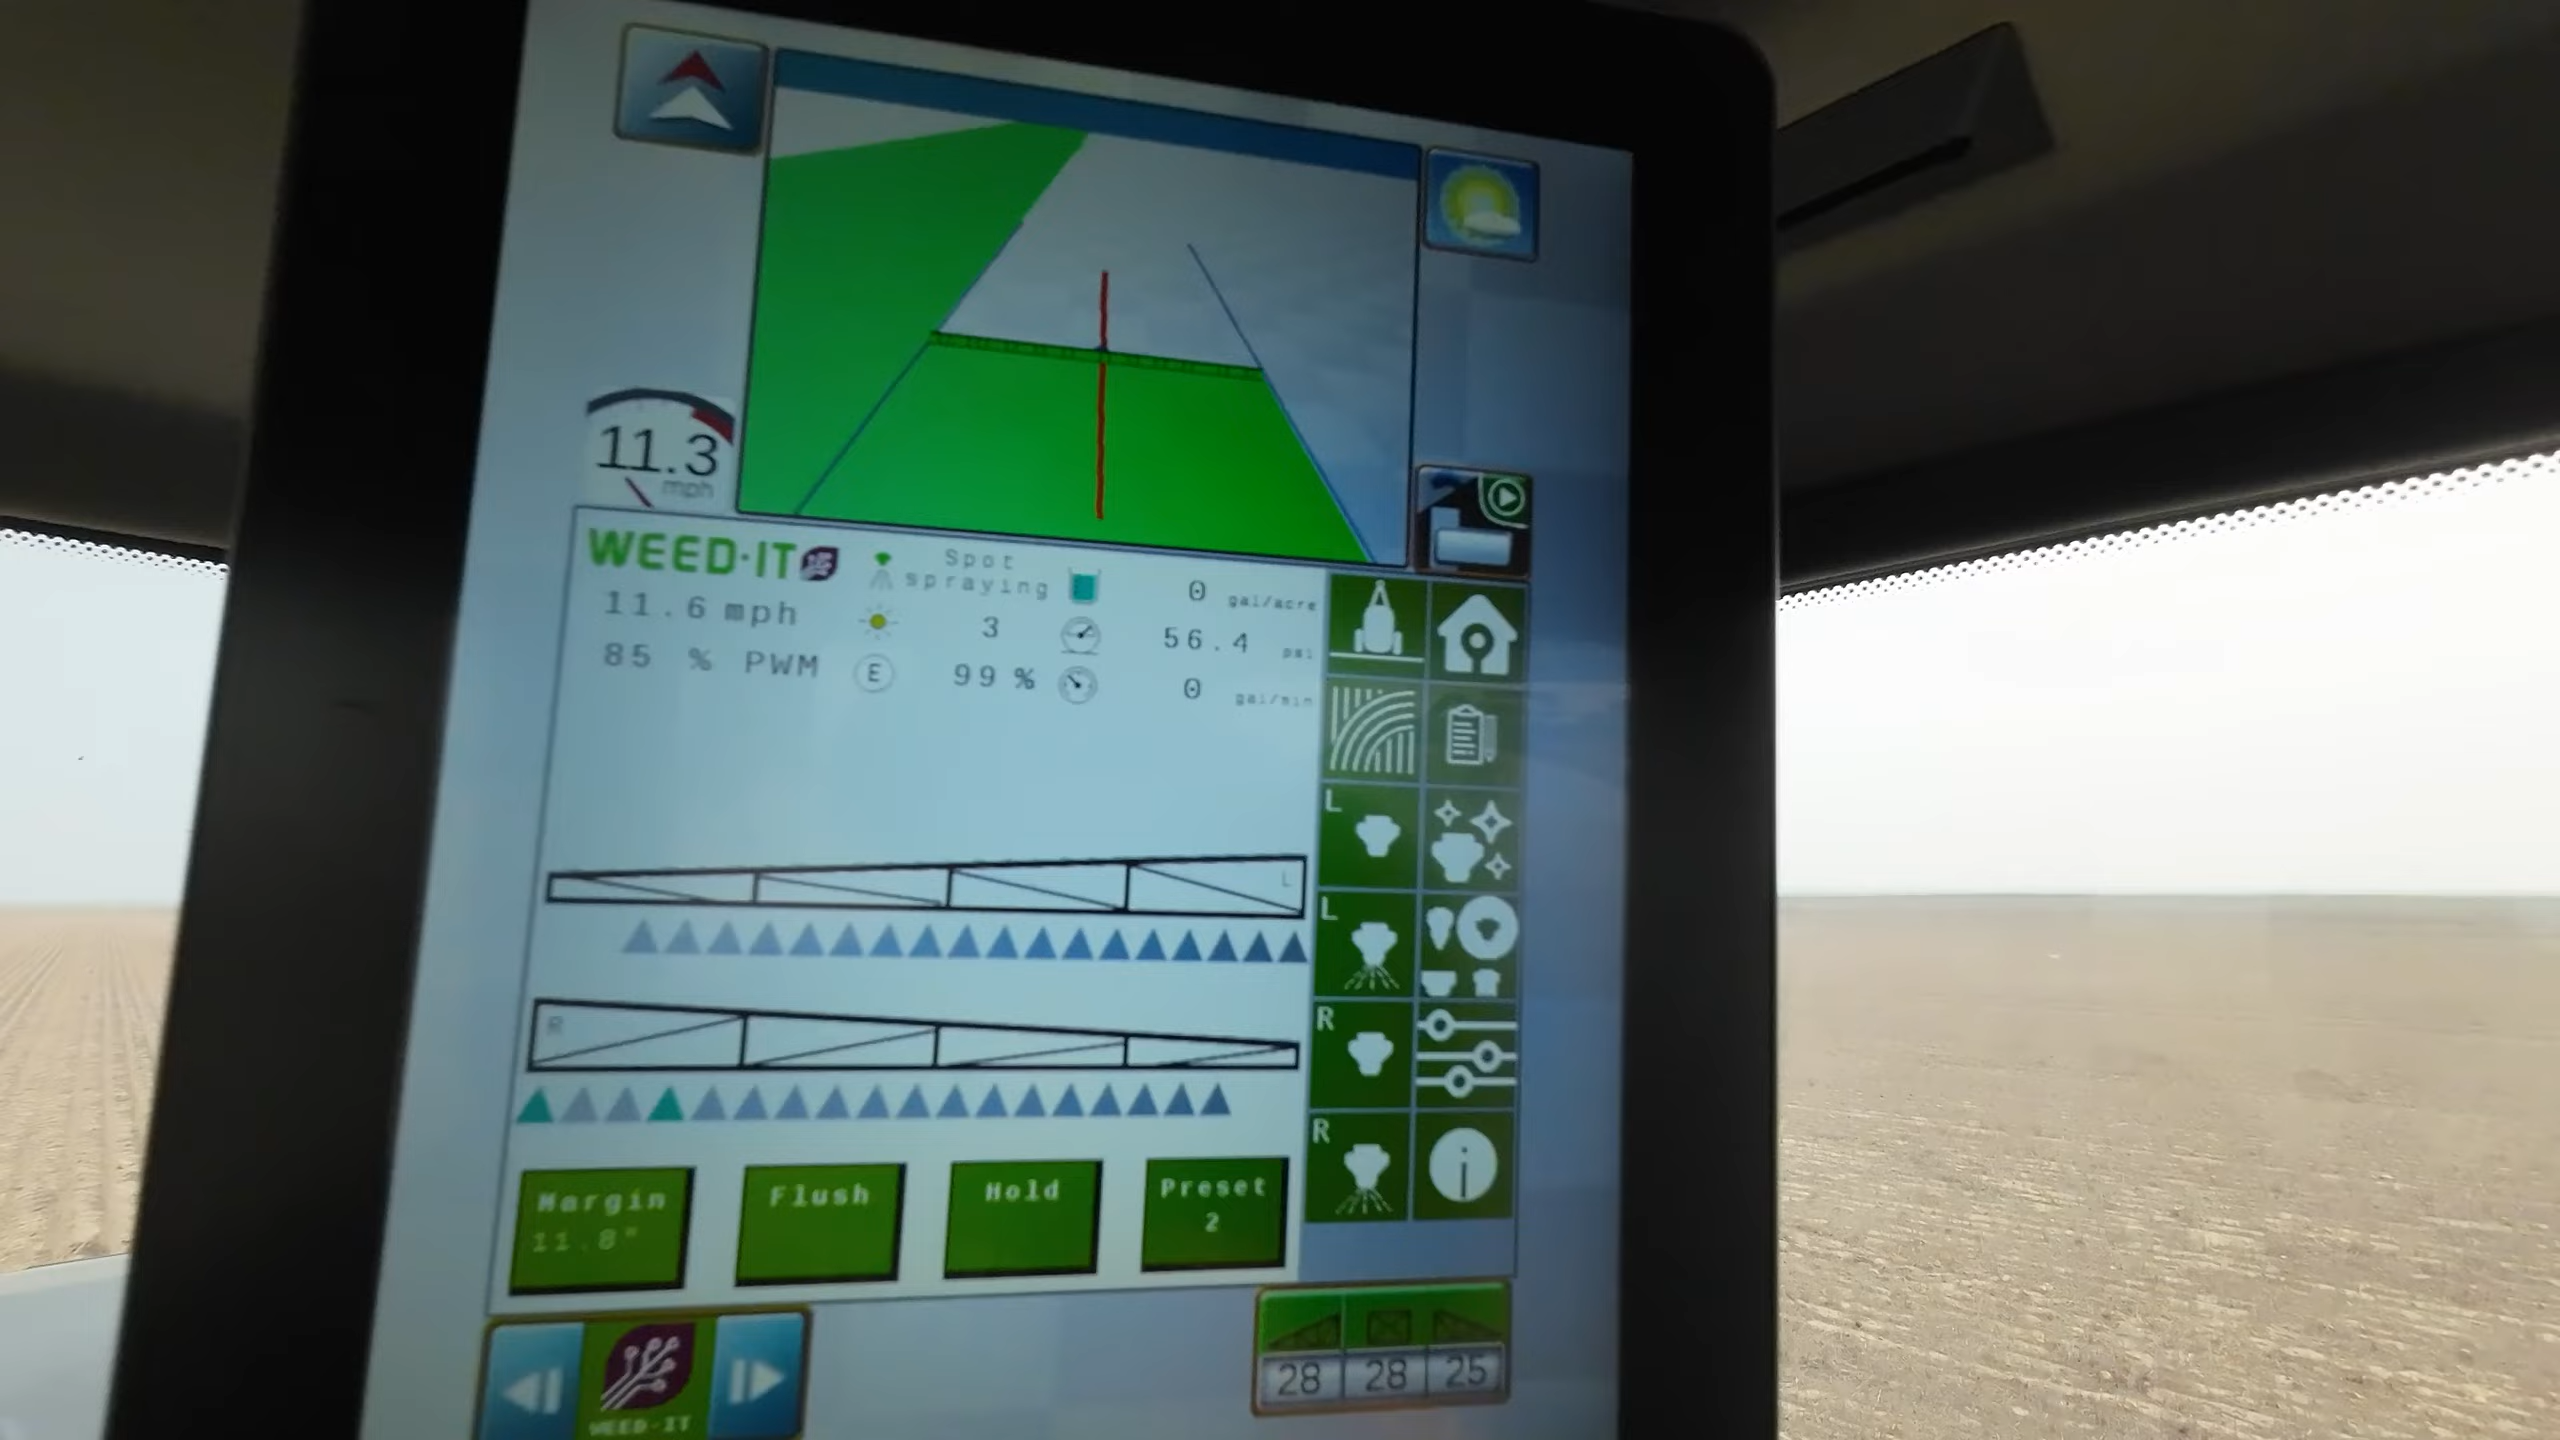 11.3
mph
WEED-IT
Spot
spraying
0 gal/acre
11.6 mph
3
56.4 psi
85 % PWM
E
99 %
0 gal/min
L
L
L
R
R
R
Margin
11.8"
Flush
Hold
Preset
2
WEED-IT
28 28 25